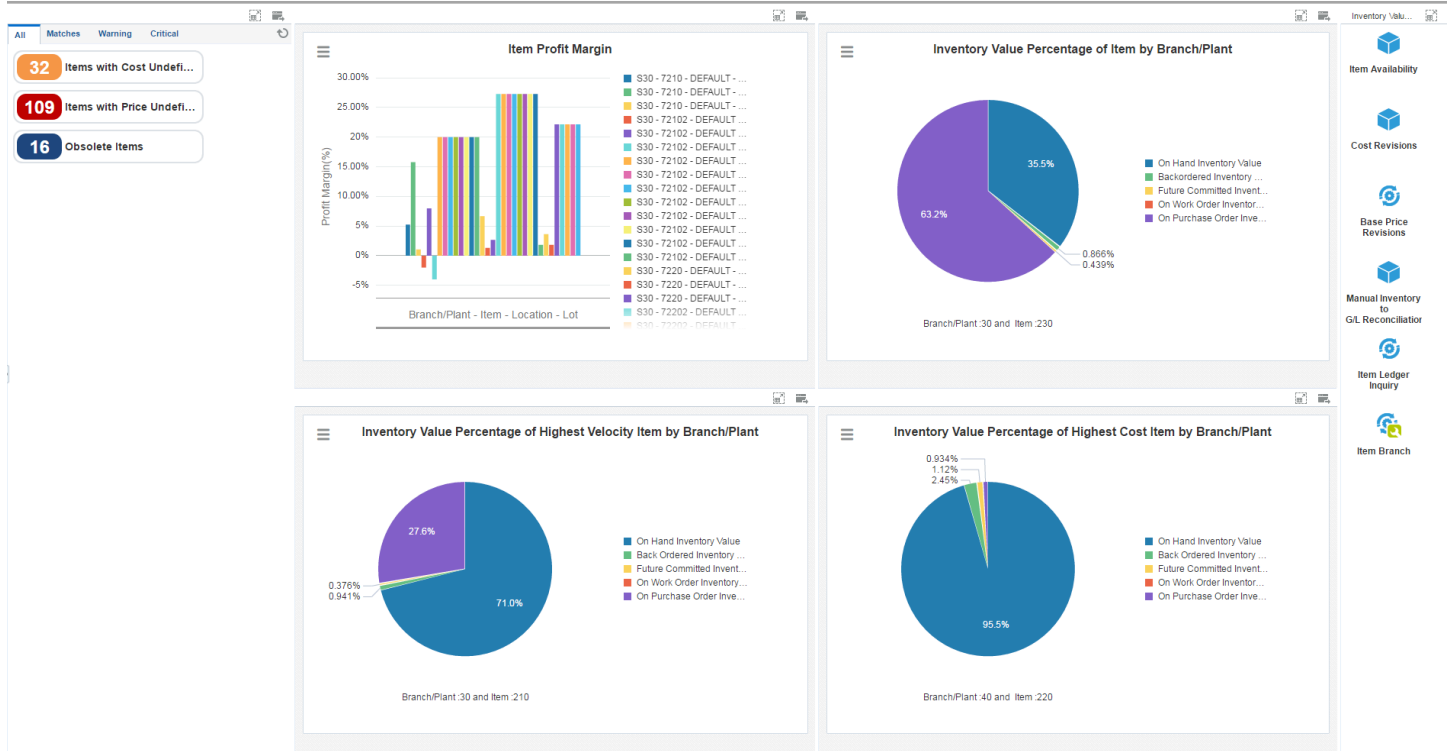 All
Matches
Warning
Critical
32 Items with Cost Undefi...
109 Items with Price Undefi...
16 Obsolete Items
Item Profit Margin
30.00%
25.00%
20%
15.00%
10.00%
5%
0%
-5%
Profit Margin(%)
Branch/Plant - Item - Location - Lot
S30 - 7210 - DEFAULT - ...
S30 - 7210 - DEFAULT - ...
S30 - 7210 - DEFAULT - ...
S30 - 72102 - DEFAULT ...
S30 - 72102 - DEFAULT ...
S30 - 72102 - DEFAULT ...
S30 - 72102 - DEFAULT ...
S30 - 72102 - DEFAULT ...
S30 - 72102 - DEFAULT ...
S30 - 72102 - DEFAULT ...
S30 - 72102 - DEFAULT ...
S30 - 72102 - DEFAULT ...
S30 - 72102 - DEFAULT ...
S30 - 72102 - DEFAULT ...
S30 - 7220 - DEFAULT - ...
S30 - 7220 - DEFAULT - ...
S30 - 7220 - DEFAULT - ...
S30 - 72202 - DEFAULT ...
S30 - 72202 - DEFAULT ...
Inventory Value Percentage of Item by Branch/Plant
35.5%
63.2%
0.866%
0.439%
On Hand Inventory Value
Backordered Inventory ...
Future Committed Invent...
On Work Order Inventor...
On Purchase Order Inve...
Branch/Plant :30 and Item :230
Inventory Value Percentage of Highest Velocity Item by Branch/Plant
27.6%
0.376%
0.941%
71.0%
On Hand Inventory Value
Back Ordered Inventory ...
Future Committed Invent...
On Work Order Inventory...
On Purchase Order Inve...
Branch/Plant :30 and Item :210
Inventory Value Percentage of Highest Cost Item by Branch/Plant
0.934%
1.12%
2.45%
95.5%
On Hand Inventory Value
Back Ordered Inventory ...
Future Committed Invent...
On Work Order Inventor...
On Purchase Order Inve...
Branch/Plant :40 and Item :220
Inventory Valu...
Item Availability
Cost Revisions
Base Price
Revisions
Manual Inventory
to
G/L Reconciliation
Item Ledger
Inquiry
Item Branch